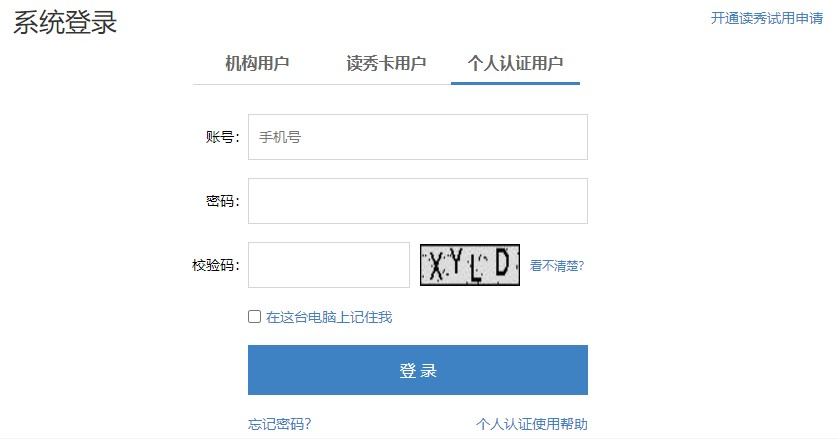 系统登录
开通读秀试用申请
机构用户 读秀卡用户 个人认证用户
账号: 手机号
密码:
校验码: XYLD 看不清楚?
在这台电脑上记住我
登 录
忘记密码? 个人认证使用帮助